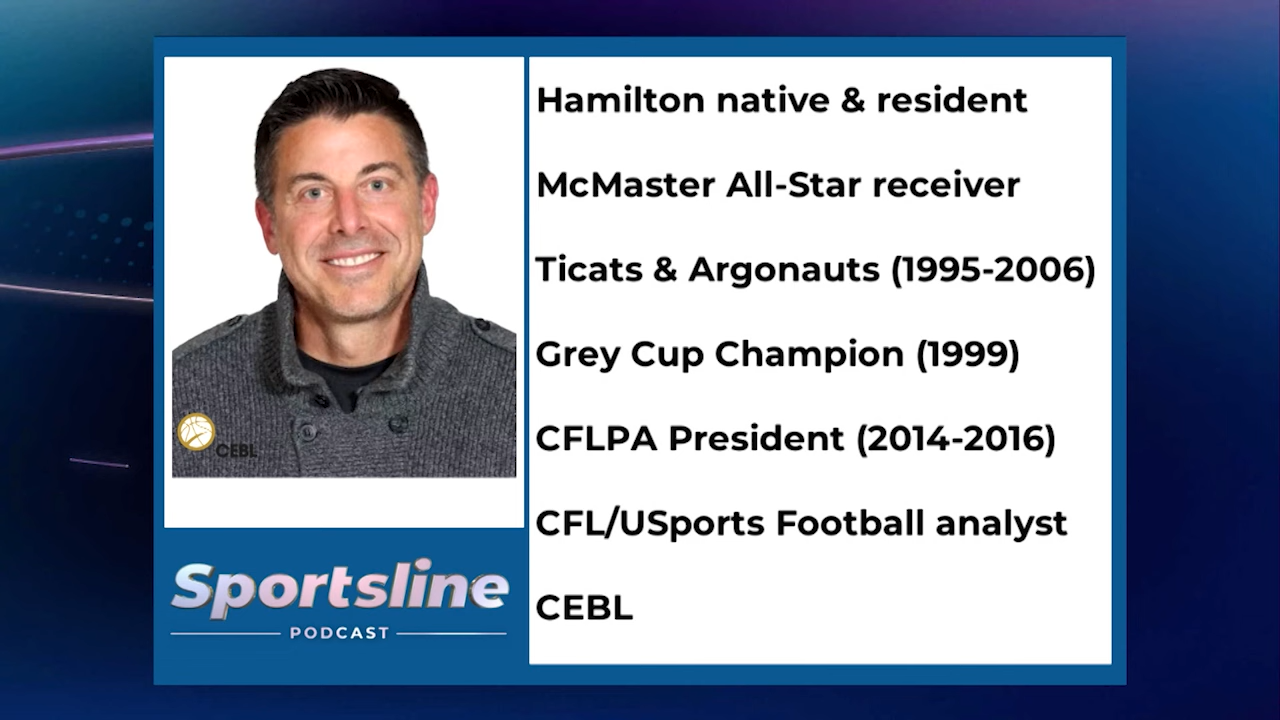 Hamilton native & resident
McMaster All-Star receiver
Ticats & Argonauts (1995-2006)
Grey Cup Champion (1999)
CFLPA President (2014-2016)
CFL/USports Football analyst
CEBL
CEBL
Sportsline
PODCAST